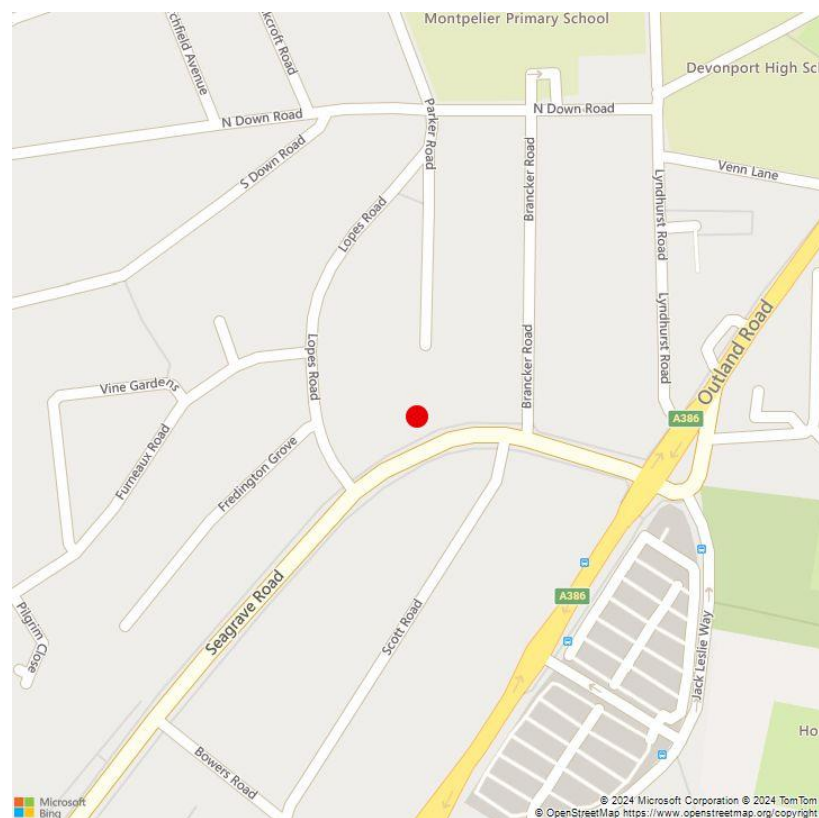 Montpelier Primary School
Devonport High Sc
N Down Road
N Down Road
S Down Road
Parker Road
Venn Lane
Brancker Road
Lyndhurst Road
Lopes Road
Outland Road
Lyndhurst Road
Brancker Road
Lopes Road
Vine Gardens
A386
Furneaux Road
Fredington Grove
Seagrave Road
A386
Scott Road
Pilgrim Close
Jack Leslie Way
Bowers Road
Ho
Microsoft
Bing
© 2024 Microsoft Corporation © 2024 TomTom
© OpenStreetMap https://www.openstreetmap.org/copyright